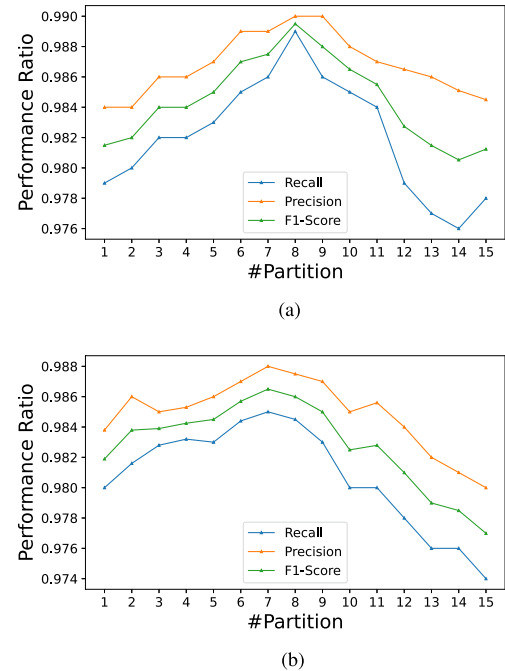 0.990
0.988
0.986
0.984
0.982
0.980
0.978
0.976
Performance Ratio
Recall
Precision
F1-Score
1 2 3 4 5 6 7 8 9 10 11 12 13 14 15
#Partition
(a)
0.988
0.986
0.984
0.982
0.980
0.978
0.976
0.974
Performance Ratio
Recall
Precision
F1-Score
1 2 3 4 5 6 7 8 9 10 11 12 13 14 15
#Partition
(b)